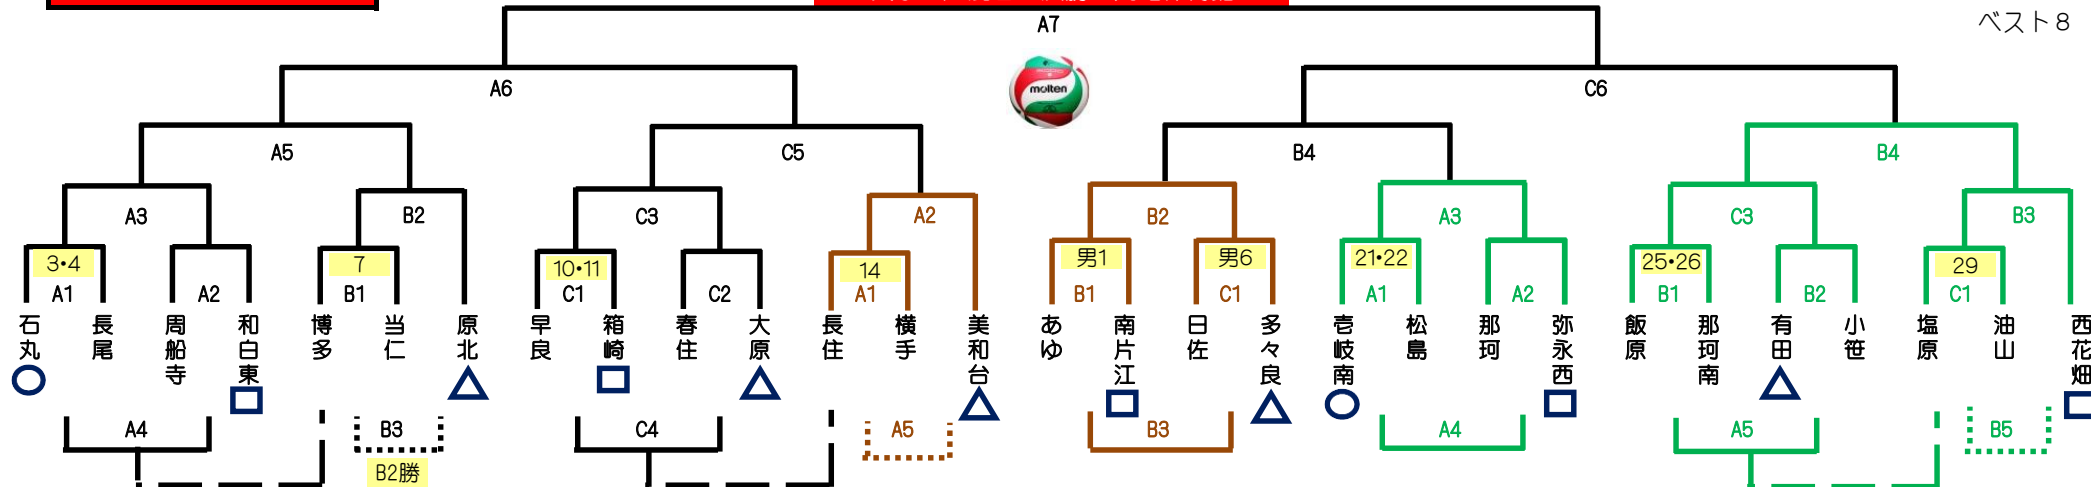 ベスト8
A7
molten
A6
C6
A5
C5
B4
B4
A3
B2
C3
A2
B2
A3
C3
B3
3・4
7
10・11
14
男1
男6
21・22
25・26
29
A1
A2
B1
C1
C2
A1
B1
C1
A1
A2
B1
B2
C1
石丸
長尾
周船寺
和白東
博多
当仁
原北
早良
箱崎
春住
大原
長住
横手
美和台
あゆ
南片江
日佐
多々良
壱岐南
松島
那珂
弥永西
飯原
那珂南
有田
小笹
塩原
油山
西花畑
A4
B3
C4
A5
B3
A4
A5
B5
B2勝